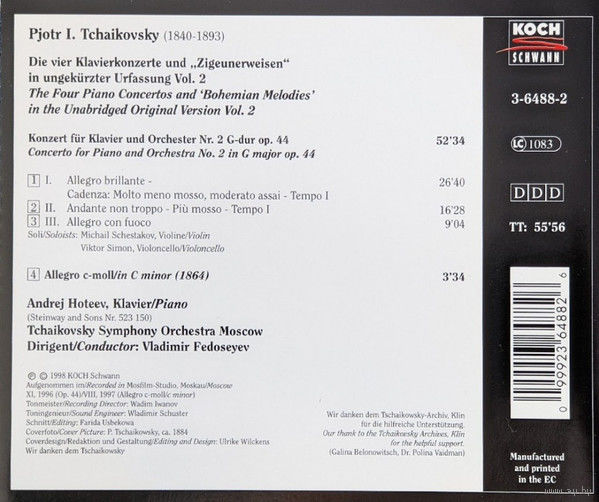 Pjotr I. Tchaikovsky (1840-1893)
Die vier Klavierkonzerte und „Zigeunerweisen“
in ungekürzter Urfassung Vol. 2
The Four Piano Concertos and ‘Bohemian Melodies’
in the Unabridged Original Version Vol. 2
Konzert für Klavier und Orchester Nr. 2 G-dur op. 44 52'34
Concerto for Piano and Orchestra No. 2 in G major op. 44
1 I. Allegro brillante - 26'40
Cadenza: Molto meno mosso, moderato assai - Tempo I
2 II. Andante non troppo - Più mosso - Tempo I 16'28
3 III. Allegro con fuoco 9'04
Soli/Soloists: Michail Schestakov, Violine/Violin
Viktor Simon, Violoncello/Violoncello
4 Allegro c-moll/in C minor (1864) 3'34
Andrej Hoteev, Klavier/Piano
(Steinway and Sons Nr. 523 150)
Tchaikovsky Symphony Orchestra Moscow
Dirigent/Conductor: Vladimir Fedoseyev
℗ © 1998 KOCH Schwann
Aufgenommen im/Recorded in Mosfilm-Studio, Moskau/Moscow
XI, 1996 (Op. 44)/VIII, 1997 (Allegro c-moll/c minor)
Tonmeister/Recording Director: Wadim Iwanov
Toningenieur/Sound Engineer: Wladimir Schuster
Schnitt/Editing: Farida Usbekowa
Coverfoto/Cover Picture: P. Tschaikowsky, ca. 1884
Coverdesign/Redaktion und Gestaltung/Editing and Design: Ulrike Wilckens
Wir danken dem Tschaikowsky
Wir danken dem Tschaikowsky-Archiv, Klin
für die hilfreiche Unterstützung.
Our thank to the Tchaikovsky Archives, Klin
for the helpful support.
(Galina Belonowitsch, Dr. Polina Vaidman)
KOCH
SCHWANN
3-6488-2
LC 1083
DDD
TT: 55'56
0 99923 64882 6
Manufactured
and printed
in the EC
www.ay.by